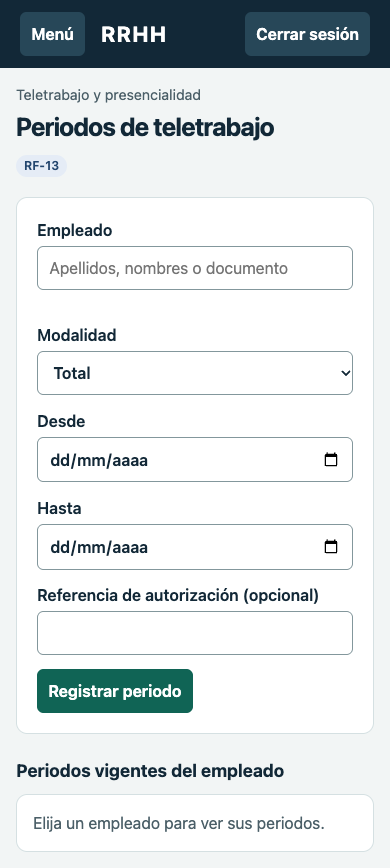 Menú
RRHH
Cerrar sesión
Teletrabajo y presencialidad
Periodos de teletrabajo
RF-13
Empleado
Apellidos, nombres o documento
Modalidad
Total
Desde
dd/mm/aaaa
Hasta
dd/mm/aaaa
Referencia de autorización (opcional)
Registrar periodo
Periodos vigentes del empleado
Elija un empleado para ver sus periodos.